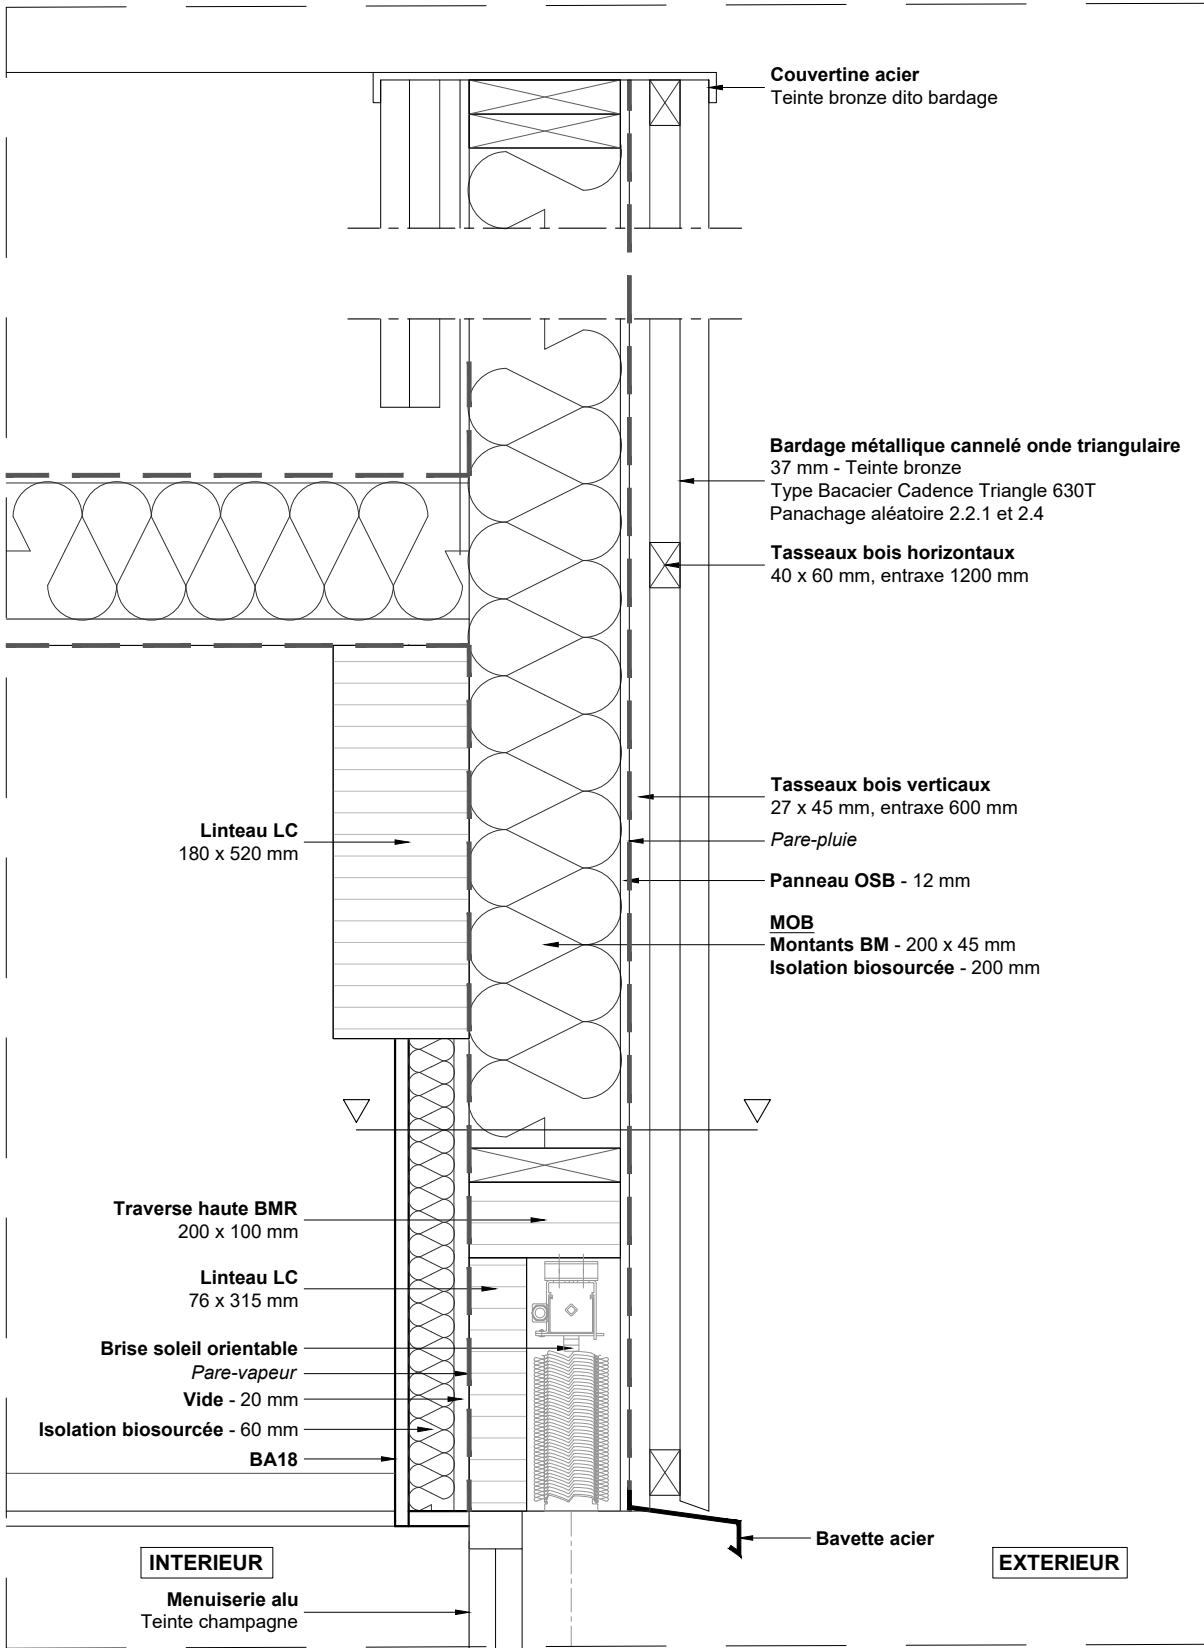 Couvertine acier
Teinte bronze dito bardage
Bardage métallique cannelé onde triangulaire
37 mm - Teinte bronze
Type Bacacier Cadence Triangle 630T
Panachage aléatoire 2.2.1 et 2.4
Tasseaux bois horizontaux
40 x 60 mm, entraxe 1200 mm
Tasseaux bois verticaux
27 x 45 mm, entraxe 600 mm
Pare-pluie
Panneau OSB - 12 mm
MOB
Montants BM - 200 x 45 mm
Isolation biosourcée - 200 mm
Linteau LC
180 x 520 mm
Traverse haute BMR
200 x 100 mm
Linteau LC
76 x 315 mm
Brise soleil orientable
Pare-vapeur
Vide - 20 mm
Isolation biosourcée - 60 mm
BA18
Bavette acier
INTERIEUR
EXTERIEUR
Menuiserie alu
Teinte champagne